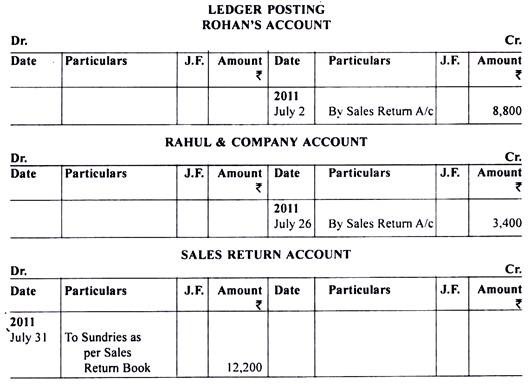 LEDGER POSTING
ROHAN'S ACCOUNT
Dr. Cr.
Date Particulars J.F. Amount Date Particulars J.F. Amount
₹ ₹
2011
July 2 By Sales Return A/c 8,800
RAHUL & COMPANY ACCOUNT
Dr. Cr.
Date Particulars J.F. Amount Date Particulars J.F. Amount
₹ ₹
2011
July 26 By Sales Return A/c 3,400
SALES RETURN ACCOUNT
Dr. Cr.
Date Particulars J.F. Amount Date Particulars J.F. Amount
₹ ₹
2011
July 31 To Sundries as
per Sales
Return Book 12,200